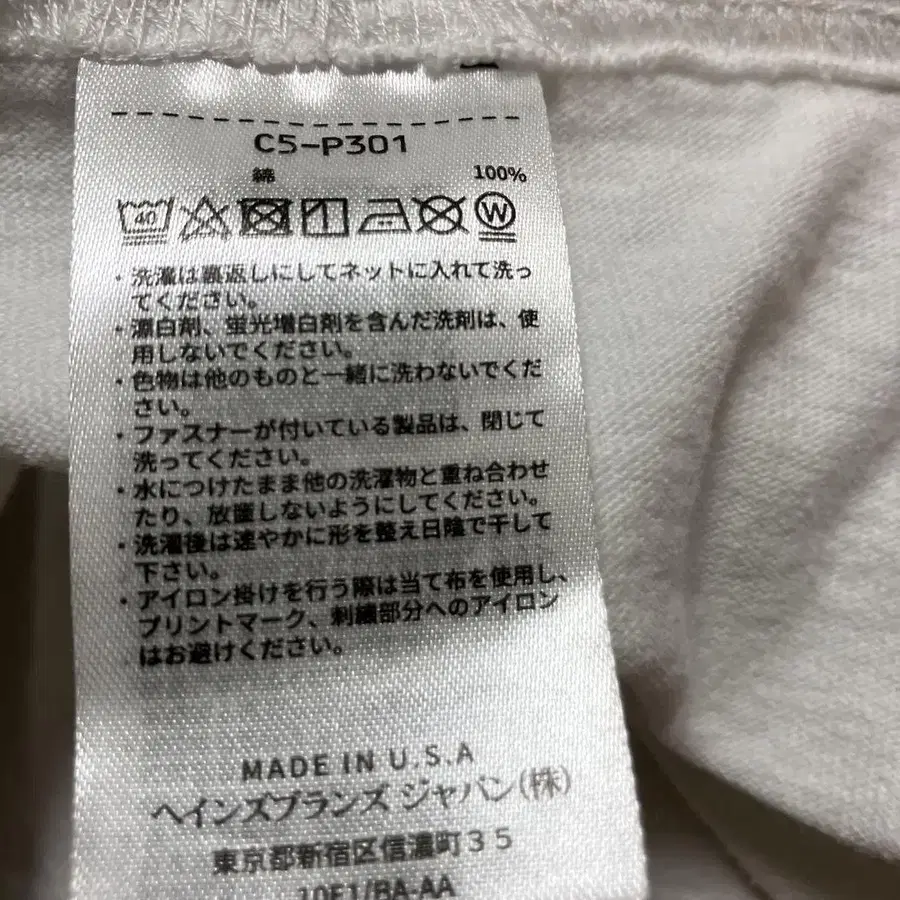 C5-P301
綿 100%
40 W
・洗濯は裏返しにしてネットに入れて洗っ
てください。
・漂白剤、蛍光増白剤を含んだ洗剤は、使
用しないでください。
・色物は他のものと一緒に洗わないでくだ
さい。
・ファスナーが付いている製品は、閉じて
洗ってください。
・水につけたまま他の洗濯物と重ね合わせ
たり、放置しないようにしてください。
・洗濯後は速やかに形を整え日陰で干して
下さい。
・アイロン掛けを行う際は当て布を使用し、
プリントマーク、刺繍部分へのアイロン
はお避けください。
MADE IN U.S.A
ヘインズブランズ ジャパン(株)
東京都新宿区信濃町35
10F1/BA-AA